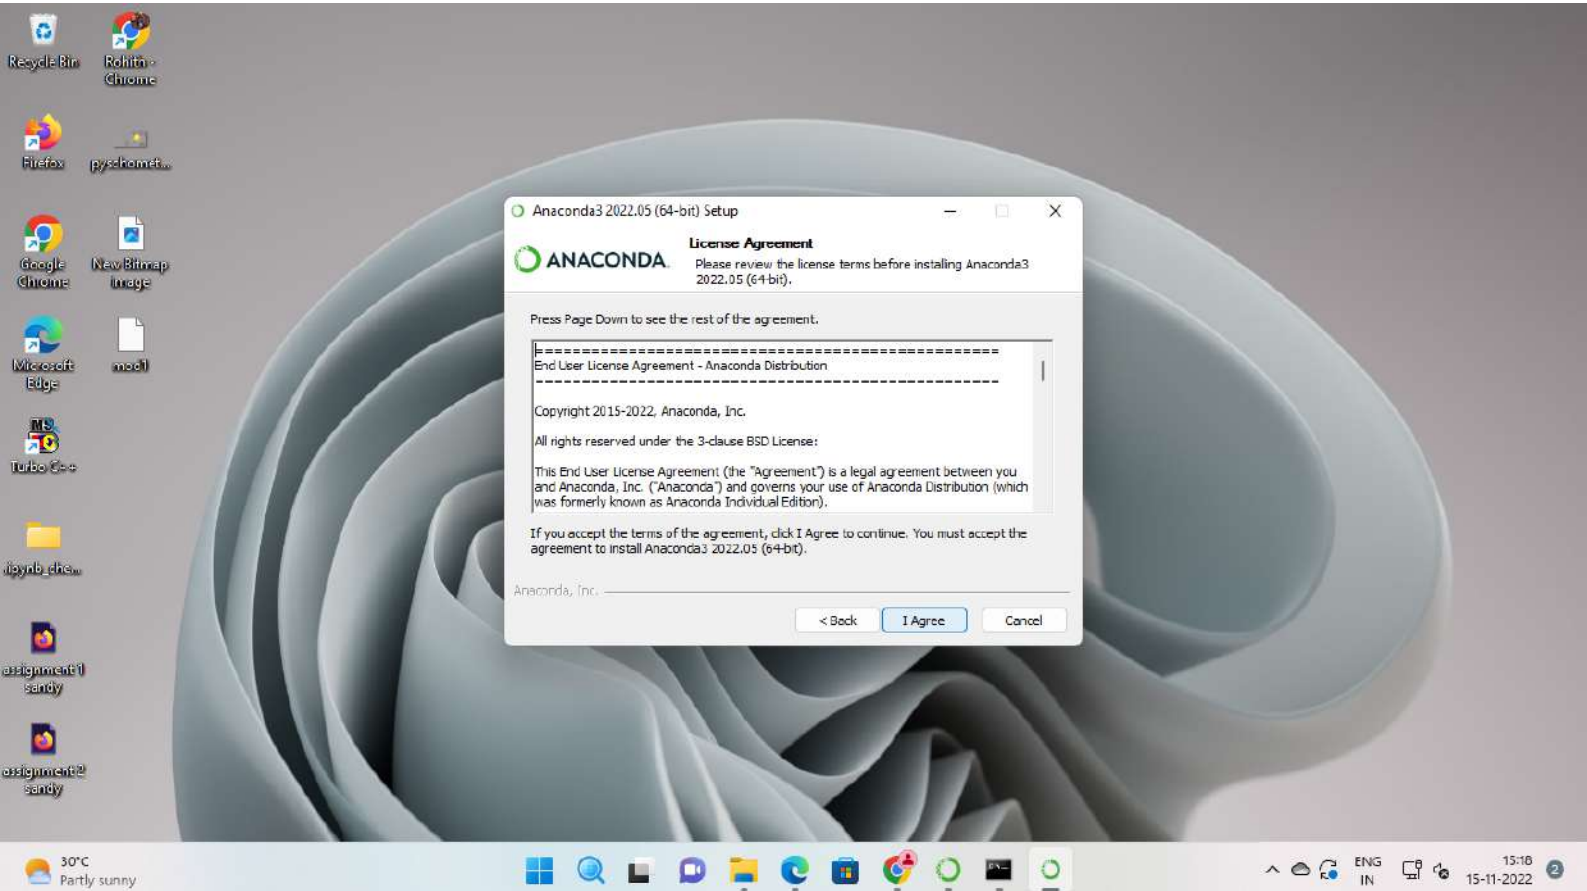 Recycle Bin
Rohith - Chrome
Firefox
pyschomet...
Google Chrome
New Bitmap Image
Microsoft Edge
mod1
Turbo C++
.ipynb_che...
assignment 1 sandy
assignment 2 sandy
Anaconda3 2022.05 (64-bit) Setup
ANACONDA.
License Agreement
Please review the license terms before installing Anaconda3
2022.05 (64-bit).
Press Page Down to see the rest of the agreement.
==================================================
End User License Agreement - Anaconda Distribution
==================================================
Copyright 2015-2022, Anaconda, Inc.
All rights reserved under the 3-clause BSD License:
This End User License Agreement (the "Agreement") is a legal agreement between you
and Anaconda, Inc. ("Anaconda") and governs your use of Anaconda Distribution (which
was formerly known as Anaconda Individual Edition).
If you accept the terms of the agreement, click I Agree to continue. You must accept the
agreement to install Anaconda3 2022.05 (64-bit).
Anaconda, Inc.
< Back
I Agree
Cancel
30°C
Partly sunny
ENG
IN
15:18
15-11-2022
2